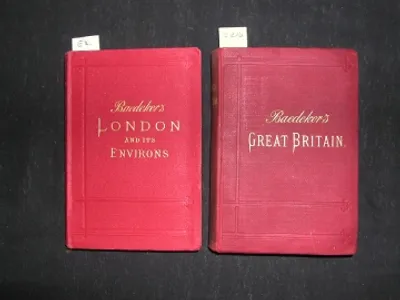 Baedeker's
LONDON
AND ITS
ENVIRONS
Baedeker's
GREAT BRITAIN.